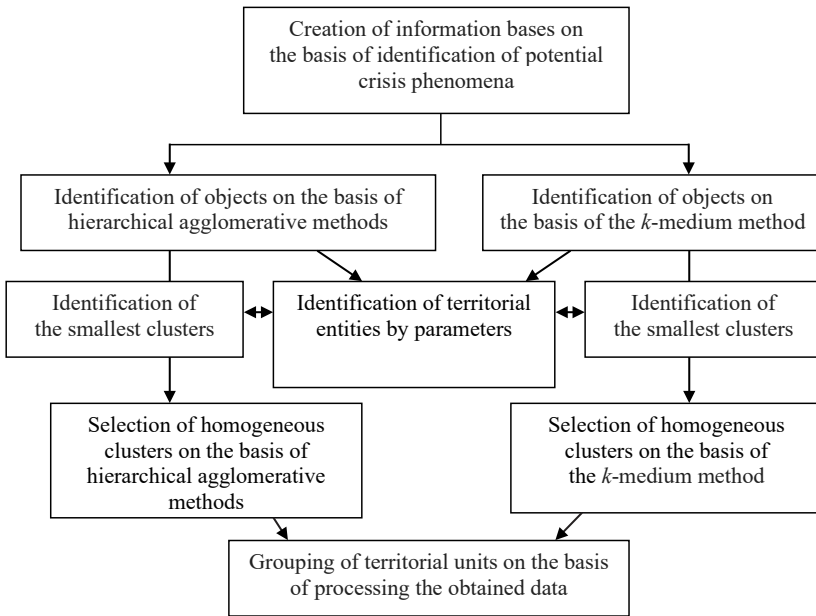 Creation of information bases on
the basis of identification of potential
crisis phenomena
Identification of objects on the basis of
hierarchical agglomerative methods
Identification of objects on
the basis of the k-medium method
Identification of
the smallest clusters
Identification of territorial
entities by parameters
Identification of
the smallest clusters
Selection of homogeneous
clusters on the basis of
hierarchical agglomerative
methods
Selection of homogeneous
clusters on the basis of
the k-medium method
Grouping of territorial units on the basis
of processing the obtained data